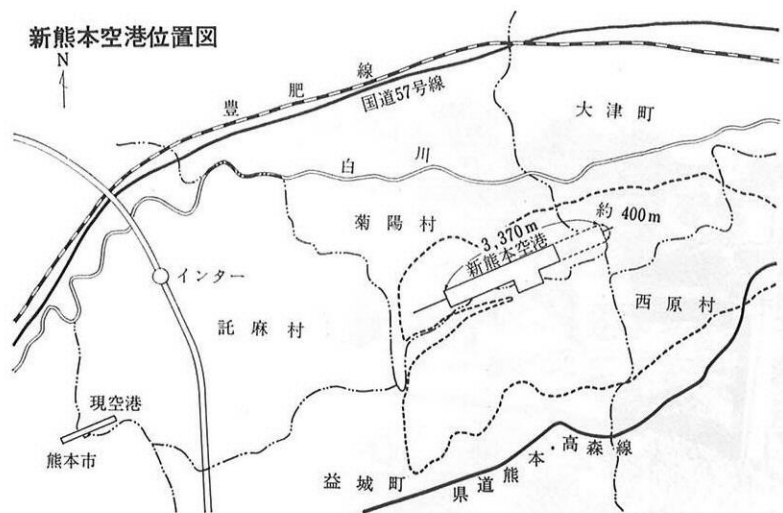 新熊本空港位置図
N
豊肥線
国道57号線
大津町
白川
菊陽村
約400m
3,370m
新熊本空港
インター
西原村
託麻村
現空港
熊本市
益城町
県道熊本・高森線